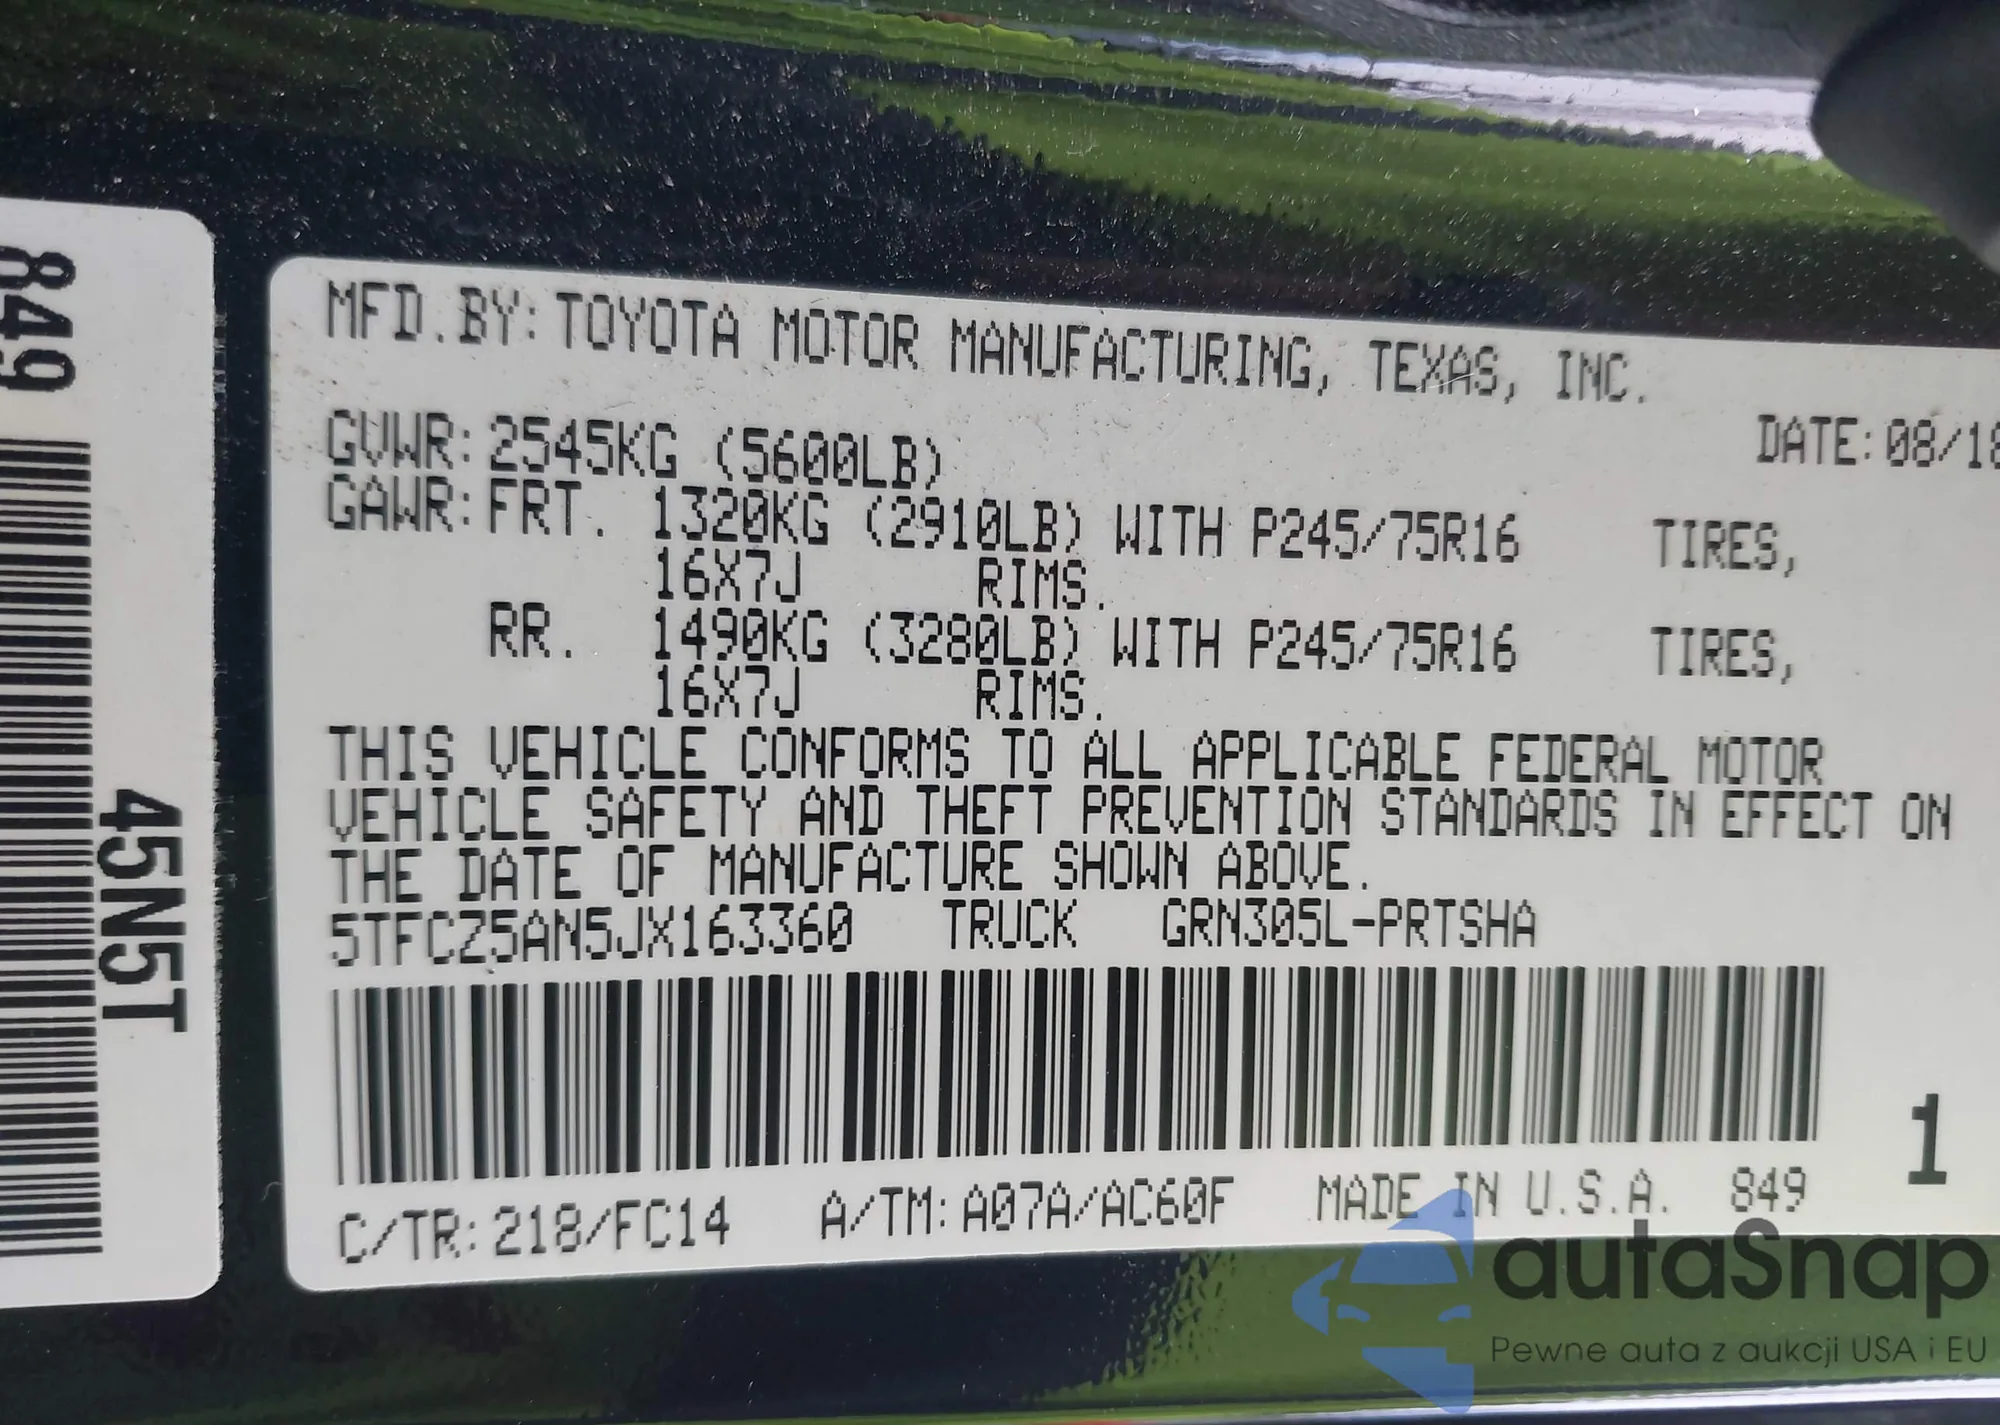 849
45N5T
MFD.BY: TOYOTA MOTOR MANUFACTURING, TEXAS, INC.
GVWR: 2545KG (5600LB) DATE: 08/18
GAWR: FRT. 1320KG (2910LB) WITH P245/75R16 TIRES,
16X7J RIMS.
RR. 1490KG (3280LB) WITH P245/75R16 TIRES,
16X7J RIMS.
THIS VEHICLE CONFORMS TO ALL APPLICABLE FEDERAL MOTOR
VEHICLE SAFETY AND THEFT PREVENTION STANDARDS IN EFFECT ON
THE DATE OF MANUFACTURE SHOWN ABOVE.
5TFCZ5AN5JX163360 TRUCK GRN305L-PRTSHA
1
C/TR: 218/FC14 A/TM: A07A/AC60F MADE IN U.S.A. 849
autaSnap
Pewne auta z aukcji USA i EU